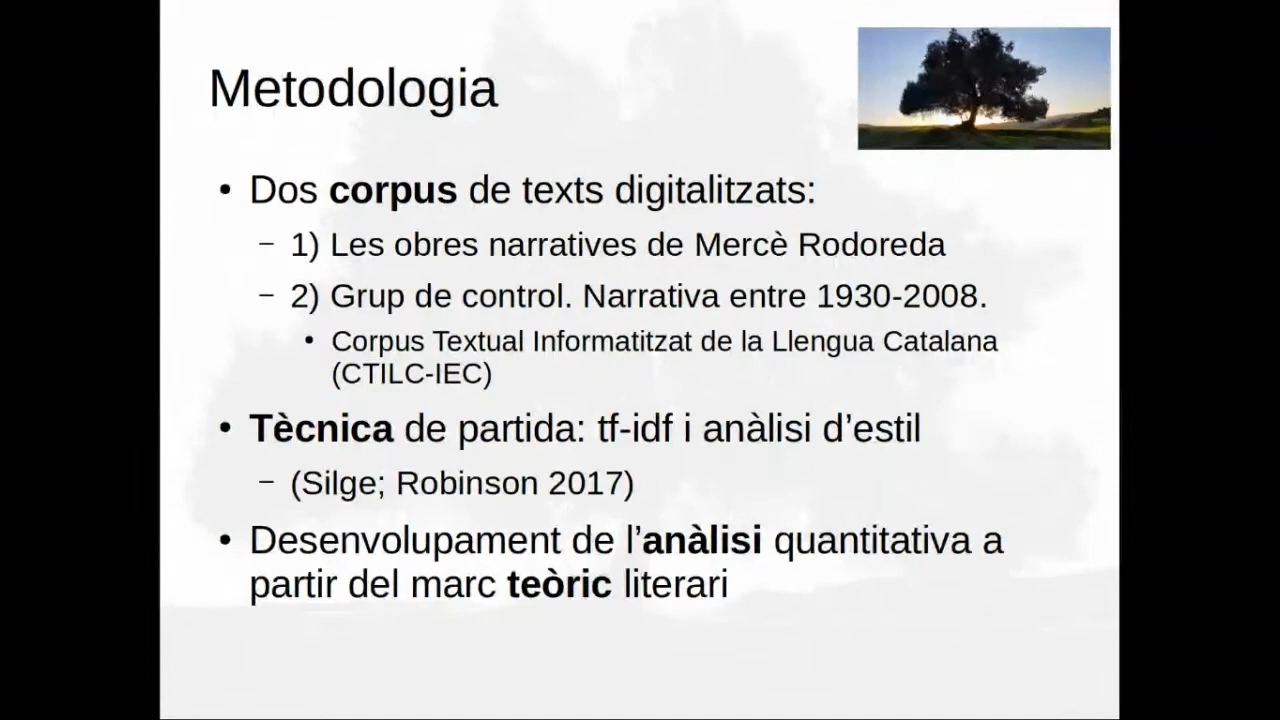 Metodologia
• Dos corpus de texts digitalitzats:
– 1) Les obres narratives de Mercè Rodoreda
– 2) Grup de control. Narrativa entre 1930-2008.
• Corpus Textual Informatitzat de la Llengua Catalana
(CTILC-IEC)
• Tècnica de partida: tf-idf i anàlisi d’estil
– (Silge; Robinson 2017)
• Desenvolupament de l’anàlisi quantitativa a
partir del marc teòric literari